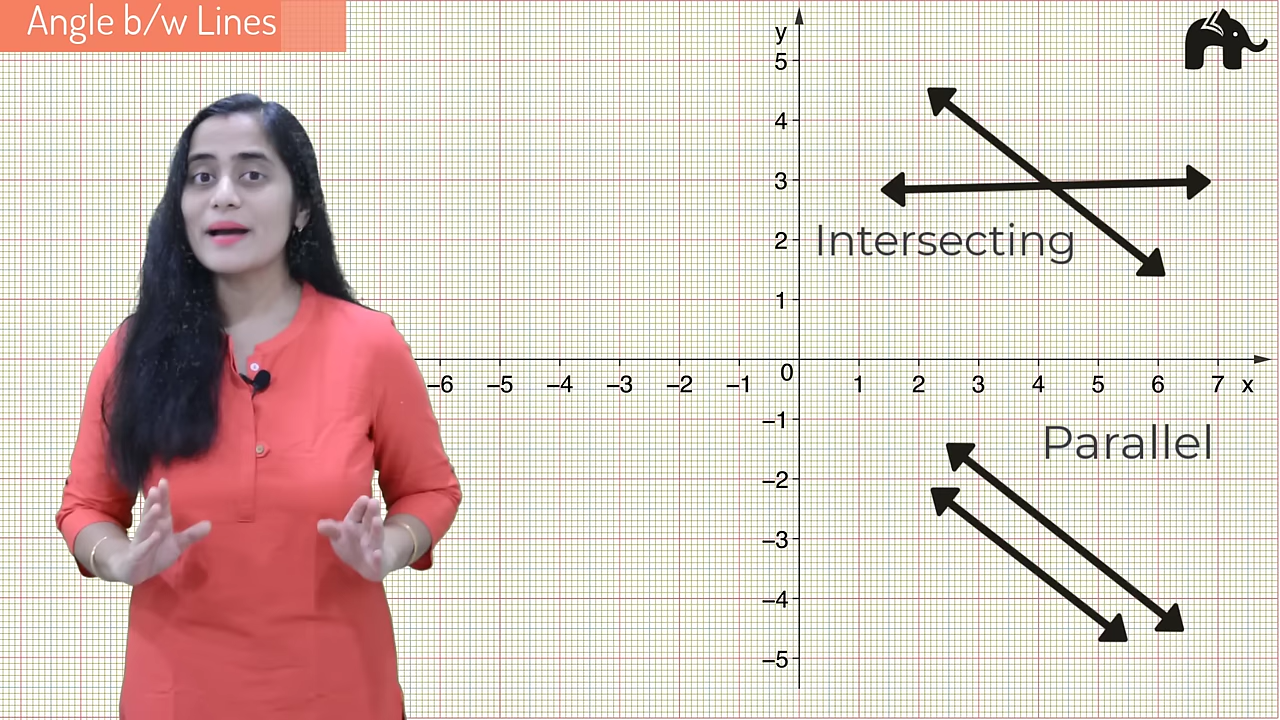 Angle b/w Lines
y
5
4
3
2
1
0
−6 −5 −4 −3 −2 −1 1 2 3 4 5 6 7 x
−1
−2
−3
−4
−5
Intersecting
Parallel